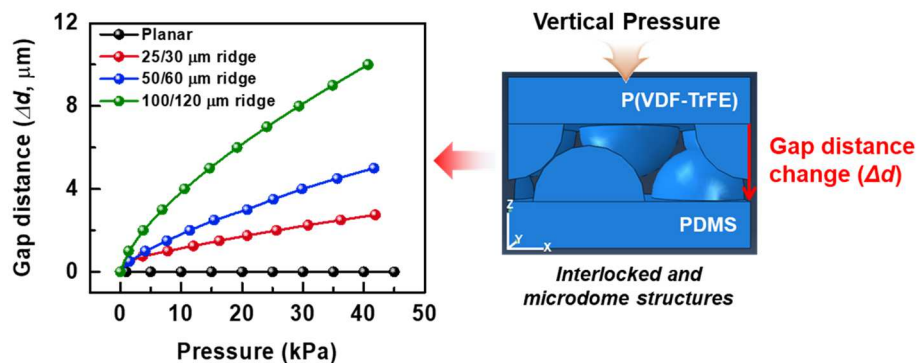 12
8
4
0
Gap distance (Δd, μm)
Planar
25/30 μm ridge
50/60 μm ridge
100/120 μm ridge
0 10 20 30 40 50
Pressure (kPa)
Vertical Pressure
P(VDF-TrFE)
Gap distance
change (Δd)
PDMS
Z
Y
X
Interlocked and
microdome structures